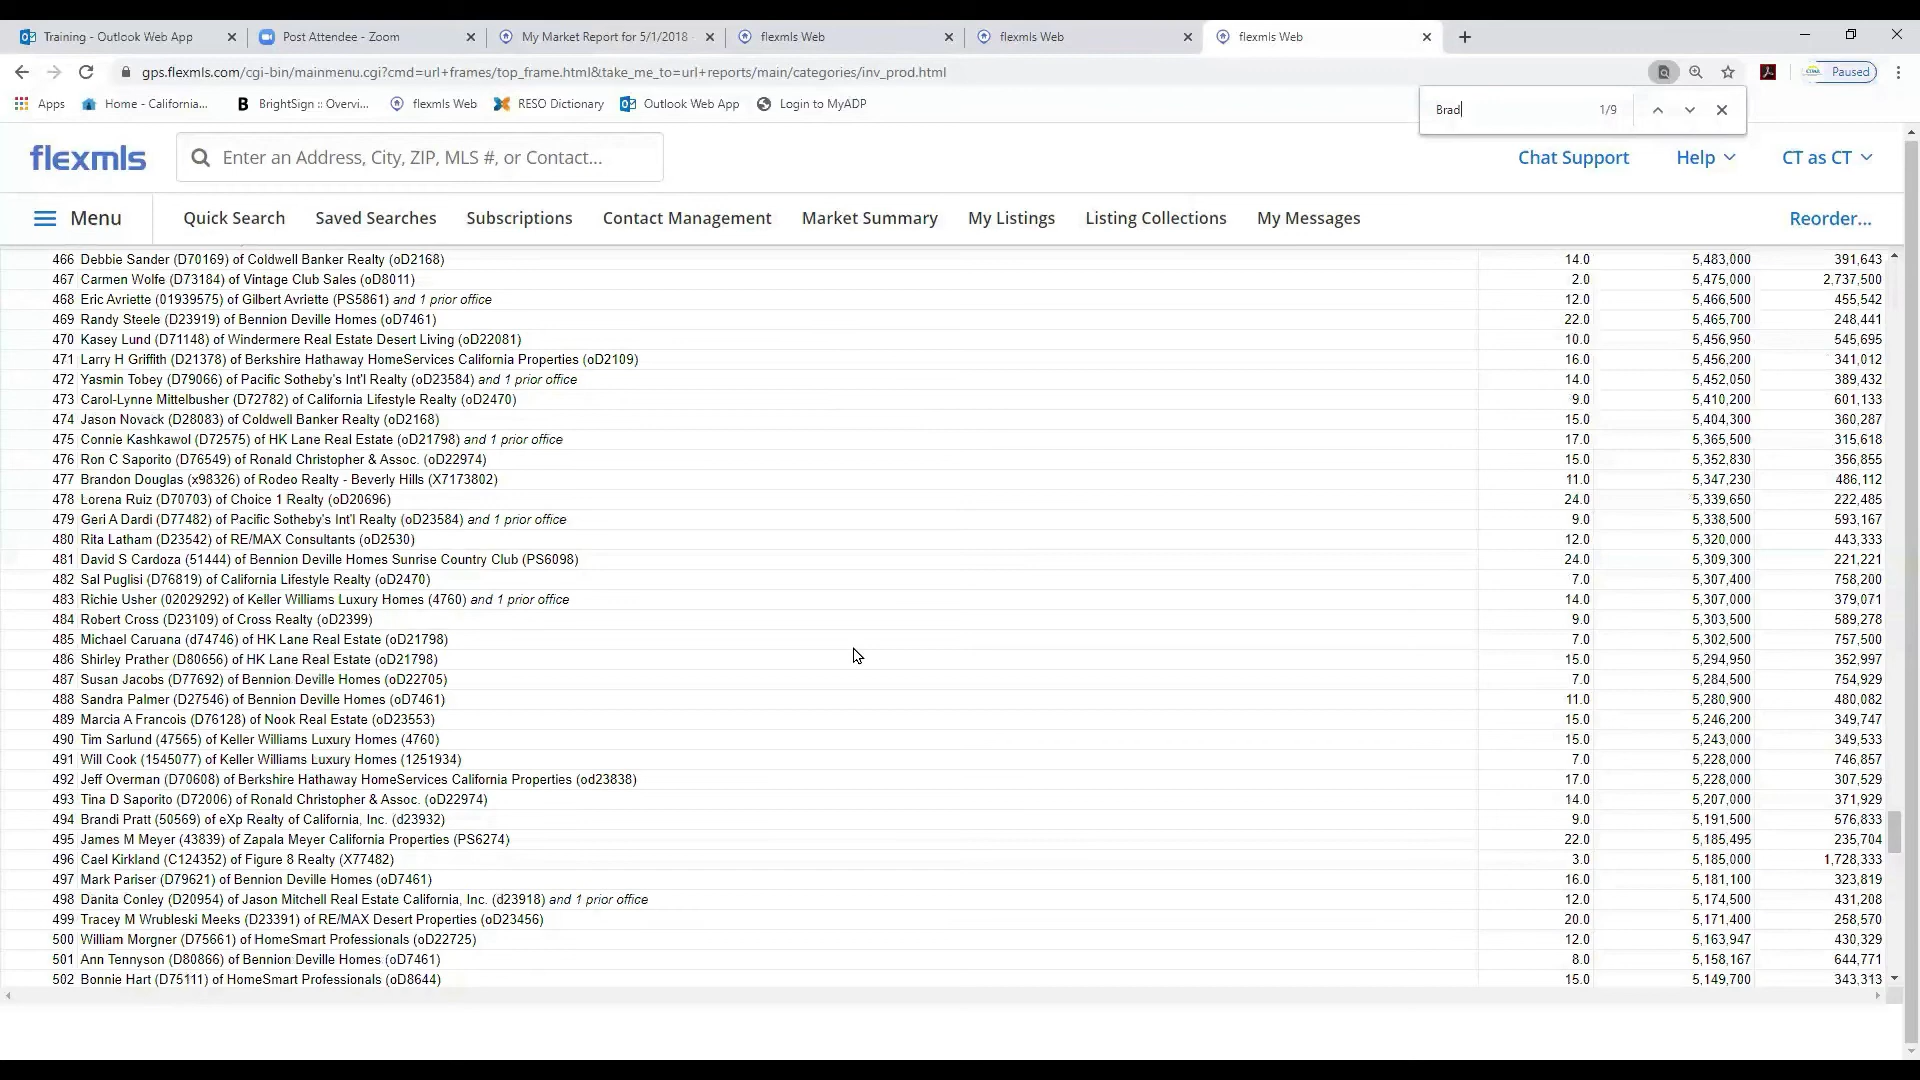 Training - Outlook Web App
Post Attendee - Zoom
My Market Report for 5/1/2018
flexmls Web
flexmls Web
flexmls Web
gps.flexmls.com/cgi-bin/mainmenu.cgi?cmd=url+frames/top_frame.html&take_me_to=url+reports/main/categories/inv_prod.html
Paused
Apps
Home - California...
BrightSign :: Overvi...
flexmls Web
RESO Dictionary
Outlook Web App
Login to MyADP
Brad
1/9
flexmls
Enter an Address, City, ZIP, MLS #, or Contact...
Chat Support
Help
CT as CT
Menu
Quick Search
Saved Searches
Subscriptions
Contact Management
Market Summary
My Listings
Listing Collections
My Messages
Reorder...
466 Debbie Sander (D70169) of Coldwell Banker Realty (oD2168) 14.0 5,483,000 391,643
467 Carmen Wolfe (D73184) of Vintage Club Sales (oD8011) 2.0 5,475,000 2,737,500
468 Eric Avriette (01939575) of Gilbert Avriette (PS5861) and 1 prior office 12.0 5,466,500 455,542
469 Randy Steele (D23919) of Bennion Deville Homes (oD7461) 22.0 5,465,700 248,441
470 Kasey Lund (D71148) of Windermere Real Estate Desert Living (oD22081) 10.0 5,456,950 545,695
471 Larry H Griffith (D21378) of Berkshire Hathaway HomeServices California Properties (oD2109) 16.0 5,456,200 341,012
472 Yasmin Tobey (D79066) of Pacific Sotheby's Int'l Realty (oD23584) and 1 prior office 14.0 5,452,050 389,432
473 Carol-Lynne Mittelbusher (D72782) of California Lifestyle Realty (oD2470) 9.0 5,410,200 601,133
474 Jason Novack (D28083) of Coldwell Banker Realty (oD2168) 15.0 5,404,300 360,287
475 Connie Kashkawol (D72575) of HK Lane Real Estate (oD21798) and 1 prior office 17.0 5,365,500 315,618
476 Ron C Saporito (D76549) of Ronald Christopher & Assoc. (oD22974) 15.0 5,352,830 356,855
477 Brandon Douglas (x98326) of Rodeo Realty - Beverly Hills (X7173802) 11.0 5,347,230 486,112
478 Lorena Ruiz (D70703) of Choice 1 Realty (oD20696) 24.0 5,339,650 222,485
479 Geri A Dardi (D77482) of Pacific Sotheby's Int'l Realty (oD23584) and 1 prior office 9.0 5,338,500 593,167
480 Rita Latham (D23542) of RE/MAX Consultants (oD2530) 12.0 5,320,000 443,333
481 David S Cardoza (51444) of Bennion Deville Homes Sunrise Country Club (PS6098) 24.0 5,309,300 221,221
482 Sal Puglisi (D76819) of California Lifestyle Realty (oD2470) 7.0 5,307,400 758,200
483 Richie Usher (02029292) of Keller Williams Luxury Homes (4760) and 1 prior office 14.0 5,307,000 379,071
484 Robert Cross (D23109) of Cross Realty (oD2399) 9.0 5,303,500 589,278
485 Michael Caruana (d74746) of HK Lane Real Estate (oD21798) 7.0 5,302,500 757,500
486 Shirley Prather (D80656) of HK Lane Real Estate (oD21798) 15.0 5,294,950 352,997
487 Susan Jacobs (D77692) of Bennion Deville Homes (oD22705) 7.0 5,284,500 754,929
488 Sandra Palmer (D27546) of Bennion Deville Homes (oD7461) 11.0 5,280,900 480,082
489 Marcia A Francois (D76128) of Nook Real Estate (oD23553) 15.0 5,246,200 349,747
490 Tim Sarlund (47565) of Keller Williams Luxury Homes (4760) 15.0 5,243,000 349,533
491 Will Cook (1545077) of Keller Williams Luxury Homes (1251934) 7.0 5,228,000 746,857
492 Jeff Overman (D70608) of Berkshire Hathaway HomeServices California Properties (od23838) 17.0 5,228,000 307,529
493 Tina D Saporito (D72006) of Ronald Christopher & Assoc. (oD22974) 14.0 5,207,000 371,929
494 Brandi Pratt (50569) of eXp Realty of California, Inc. (d23932) 9.0 5,191,500 576,833
495 James M Meyer (43839) of Zapala Meyer California Properties (PS6274) 22.0 5,185,495 235,704
496 Cael Kirkland (C124352) of Figure 8 Realty (X77482) 3.0 5,185,000 1,728,333
497 Mark Pariser (D79621) of Bennion Deville Homes (oD7461) 16.0 5,181,100 323,819
498 Danita Conley (D20954) of Jason Mitchell Real Estate California, Inc. (d23918) and 1 prior office 12.0 5,174,500 431,208
499 Tracey M Wrubleski Meeks (D23391) of RE/MAX Desert Properties (oD23456) 20.0 5,171,400 258,570
500 William Morgner (D75661) of HomeSmart Professionals (oD22725) 12.0 5,163,947 430,329
501 Ann Tennyson (D80866) of Bennion Deville Homes (oD7461) 8.0 5,158,167 644,771
502 Bonnie Hart (D75111) of HomeSmart Professionals (oD8644) 15.0 5,149,700 343,313